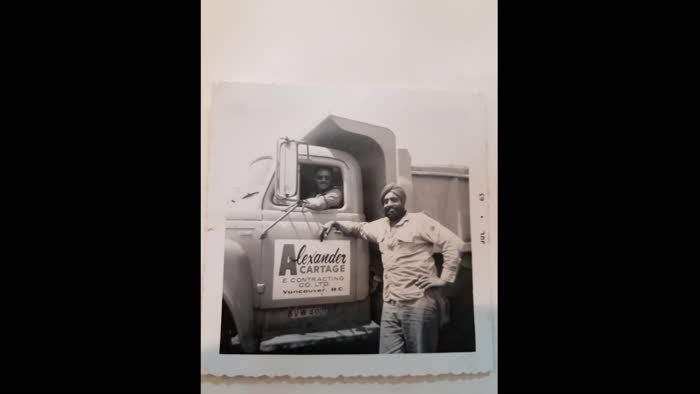 Alexander
CARTAGE
& CONTRACTING
CO. LTD.
VANCOUVER, B.C.
JUL • 63